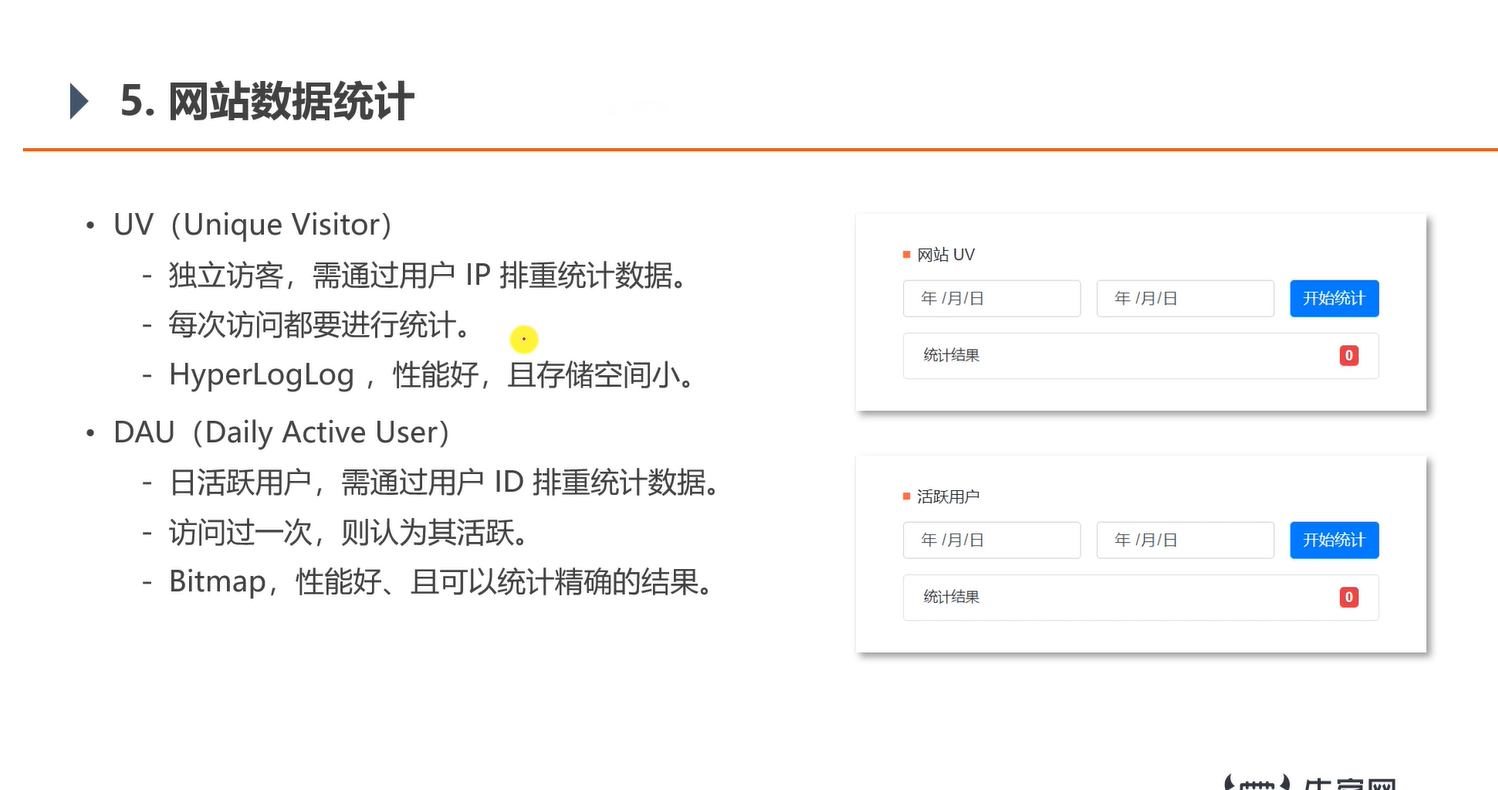 5. 网站数据统计
• UV（Unique Visitor）
- 独立访客，需通过用户 IP 排重统计数据。
- 每次访问都要进行统计。
- HyperLogLog ，性能好，且存储空间小。
• DAU（Daily Active User）
- 日活跃用户，需通过用户 ID 排重统计数据。
- 访问过一次，则认为其活跃。
- Bitmap，性能好、且可以统计精确的结果。
网站 UV
年 /月/日 年 /月/日 开始统计
统计结果 0
活跃用户
年 /月/日 年 /月/日 开始统计
统计结果 0